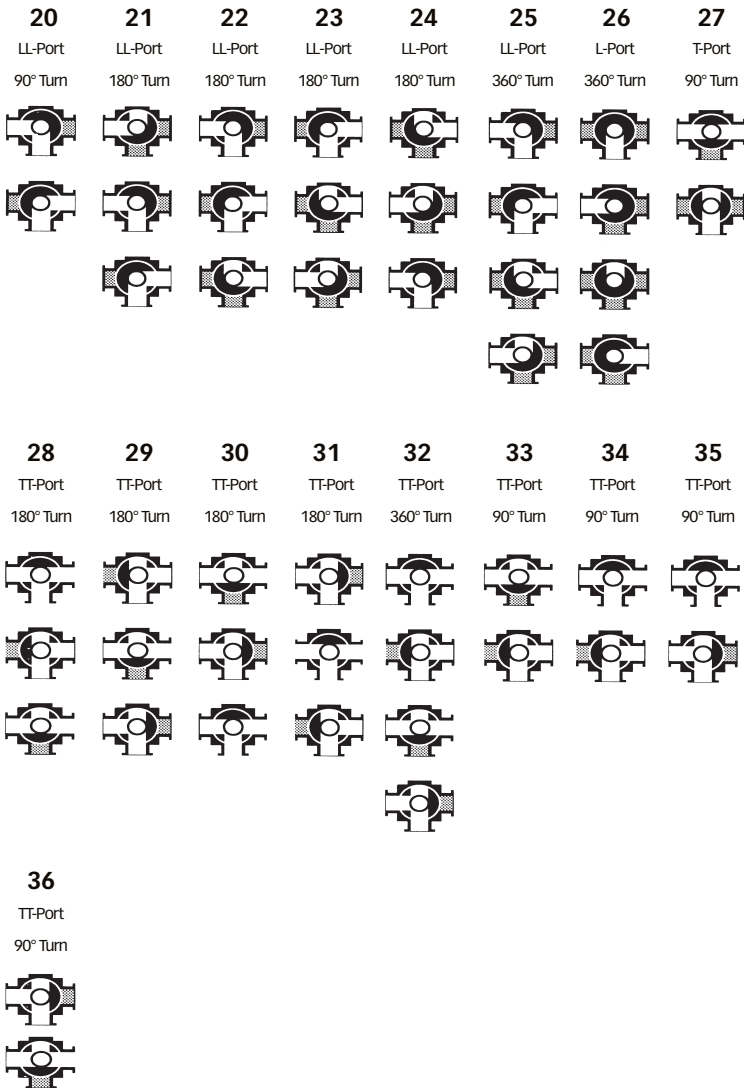 20 21 22 23 24 25 26 27
LL-Port LL-Port LL-Port LL-Port LL-Port LL-Port L-Port T-Port
90° Turn 180° Turn 180° Turn 180° Turn 180° Turn 360° Turn 360° Turn 90° Turn
28 29 30 31 32 33 34 35
TT-Port TT-Port TT-Port TT-Port TT-Port TT-Port TT-Port TT-Port
180° Turn 180° Turn 180° Turn 180° Turn 360° Turn 90° Turn 90° Turn 90° Turn
36
TT-Port
90° Turn